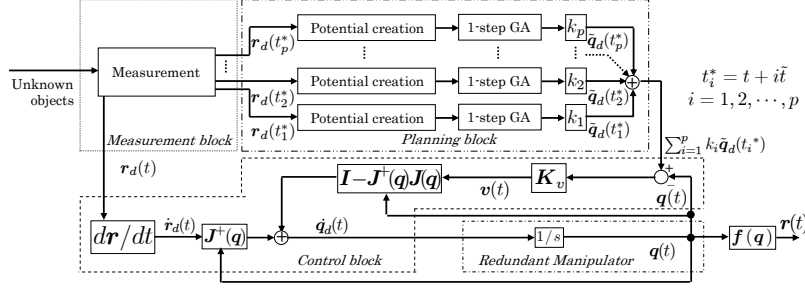 Unknown objects
Measurement
Measurement block
r_d(t_p^*)
Potential creation
1-step GA
k_p
q̃_d(t_p^*)
r_d(t_2^*)
Potential creation
1-step GA
k_2
q̃_d(t_2^*)
r_d(t_1^*)
Potential creation
1-step GA
k_1
q̃_d(t_1^*)
Planning block
t_i^* = t + i t̃
i = 1, 2, ⋯, p
∑_{i=1}^p k_i q̃_d(t_i^*)
r_d(t)
I−J⁺(q)J(q)
v(t)
K_v
+
−
q(t)
dr/dt
ṙ_d(t)
J⁺(q)
q̇_d(t)
1/s
q(t)
f(q)
r(t)
Control block
Redundant Manipulator